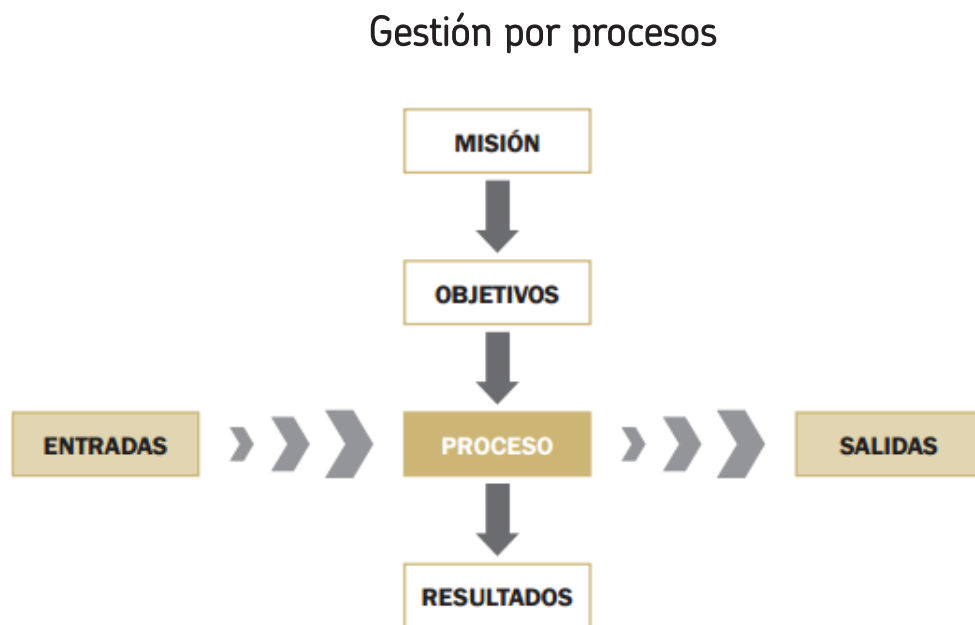 Gestión por procesos
MISIÓN
OBJETIVOS
ENTRADAS
PROCESO
SALIDAS
RESULTADOS